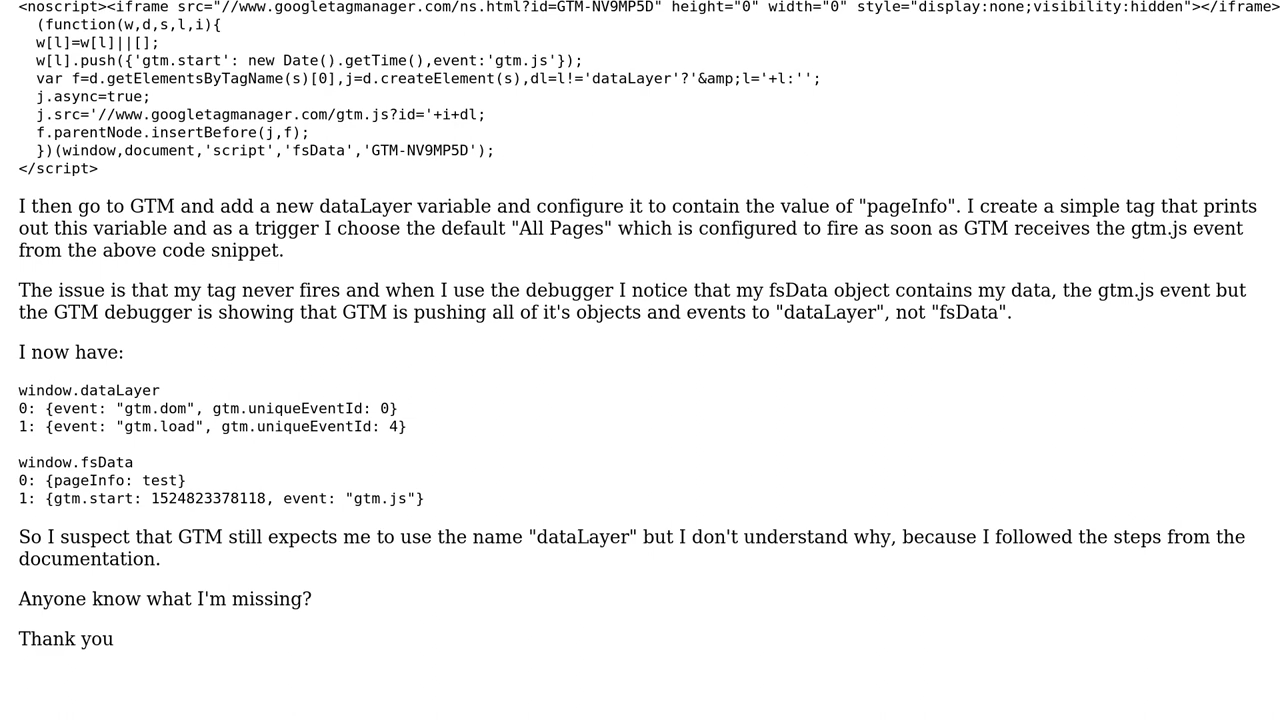 <noscript><iframe src="//www.googletagmanager.com/ns.html?id=GTM-NV9MP5D" height="0" width="0" style="display:none;visibility:hidden"></iframe>
(function(w,d,s,l,i){
w[l]=w[l]||[];
w[l].push({'gtm.start': new Date().getTime(),event:'gtm.js'});
var f=d.getElementsByTagName(s)[0],j=d.createElement(s),dl=l!='dataLayer'?'&amp;l='+l:'';
j.async=true;
j.src='//www.googletagmanager.com/gtm.js?id='+i+dl;
f.parentNode.insertBefore(j,f);
})(window,document,'script','fsData','GTM-NV9MP5D');
</script>
I then go to GTM and add a new dataLayer variable and configure it to contain the value of "pageInfo". I create a simple tag that prints
out this variable and as a trigger I choose the default "All Pages" which is configured to fire as soon as GTM receives the gtm.js event
from the above code snippet.
The issue is that my tag never fires and when I use the debugger I notice that my fsData object contains my data, the gtm.js event but
the GTM debugger is showing that GTM is pushing all of it's objects and events to "dataLayer", not "fsData".
I now have:
window.dataLayer
0: {event: "gtm.dom", gtm.uniqueEventId: 0}
1: {event: "gtm.load", gtm.uniqueEventId: 4}
window.fsData
0: {pageInfo: test}
1: {gtm.start: 1524823378118, event: "gtm.js"}
So I suspect that GTM still expects me to use the name "dataLayer" but I don't understand why, because I followed the steps from the
documentation.
Anyone know what I'm missing?
Thank you